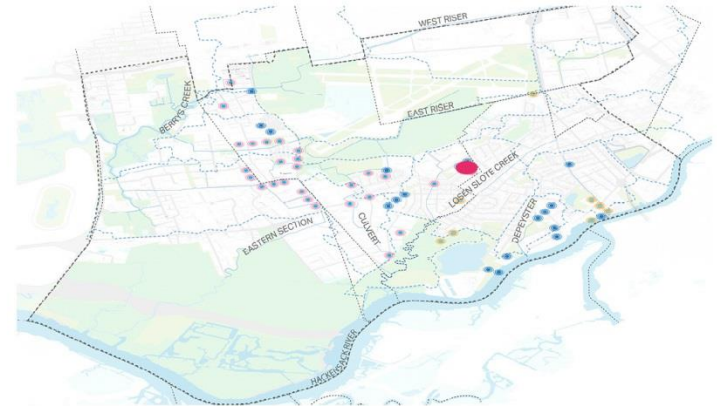 WEST RISER
BERRYS CREEK
EAST RISER
LOSEN SLOTE CREEK
DEPEYSTER
CULVERT
EASTERN SECTION
HACKENSACK RIVER